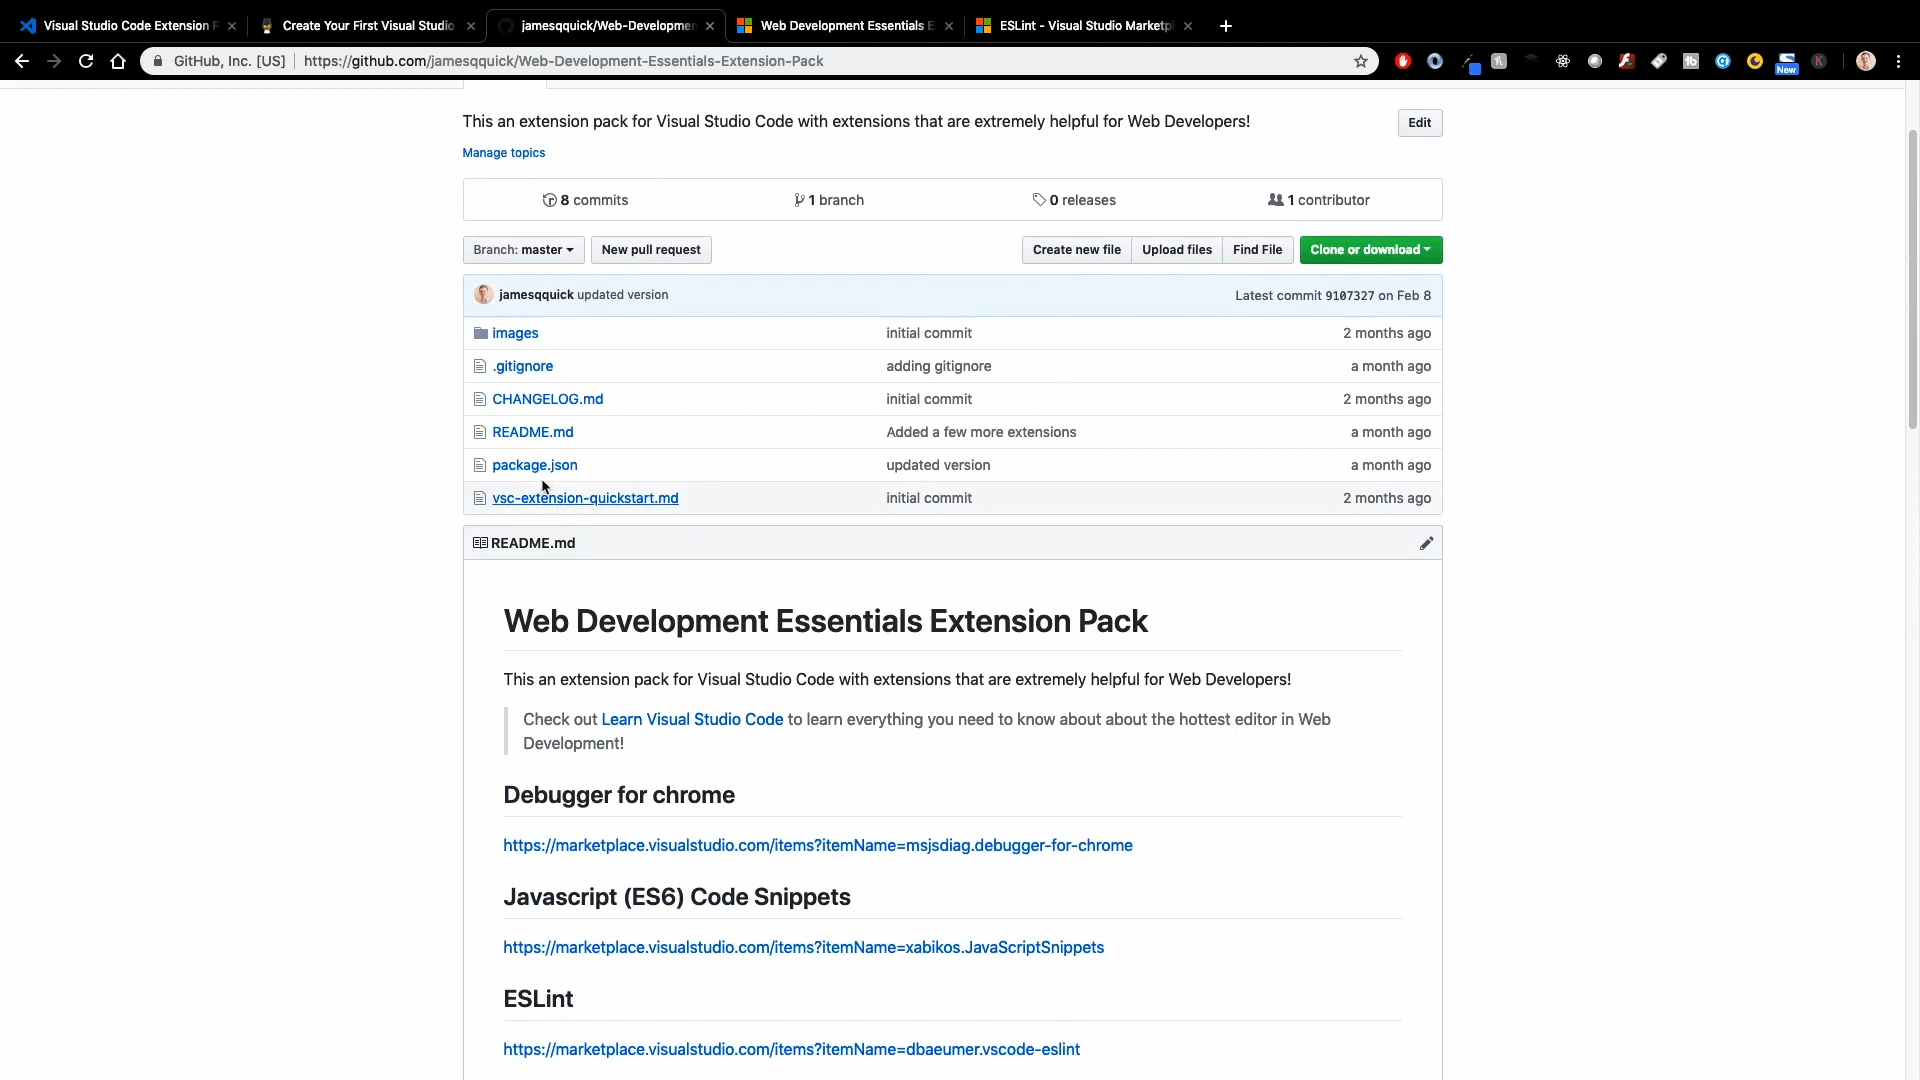 Visual Studio Code Extension P
Create Your First Visual Studio
jamesqquick/Web-Developmen
Web Development Essentials E
ESLint - Visual Studio Marketpl
GitHub, Inc. [US] https://github.com/jamesqquick/Web-Development-Essentials-Extension-Pack
New
This an extension pack for Visual Studio Code with extensions that are extremely helpful for Web Developers!
Edit
Manage topics
8 commits
1 branch
0 releases
1 contributor
Branch: master
New pull request
Create new file
Upload files
Find File
Clone or download
jamesqquick updated version
Latest commit 9107327 on Feb 8
images initial commit 2 months ago
.gitignore adding gitignore a month ago
CHANGELOG.md initial commit 2 months ago
README.md Added a few more extensions a month ago
package.json updated version a month ago
vsc-extension-quickstart.md initial commit 2 months ago
README.md
Web Development Essentials Extension Pack
This an extension pack for Visual Studio Code with extensions that are extremely helpful for Web Developers!
Check out Learn Visual Studio Code to learn everything you need to know about about the hottest editor in Web
Development!
Debugger for chrome
https://marketplace.visualstudio.com/items?itemName=msjsdiag.debugger-for-chrome
Javascript (ES6) Code Snippets
https://marketplace.visualstudio.com/items?itemName=xabikos.JavaScriptSnippets
ESLint
https://marketplace.visualstudio.com/items?itemName=dbaeumer.vscode-eslint